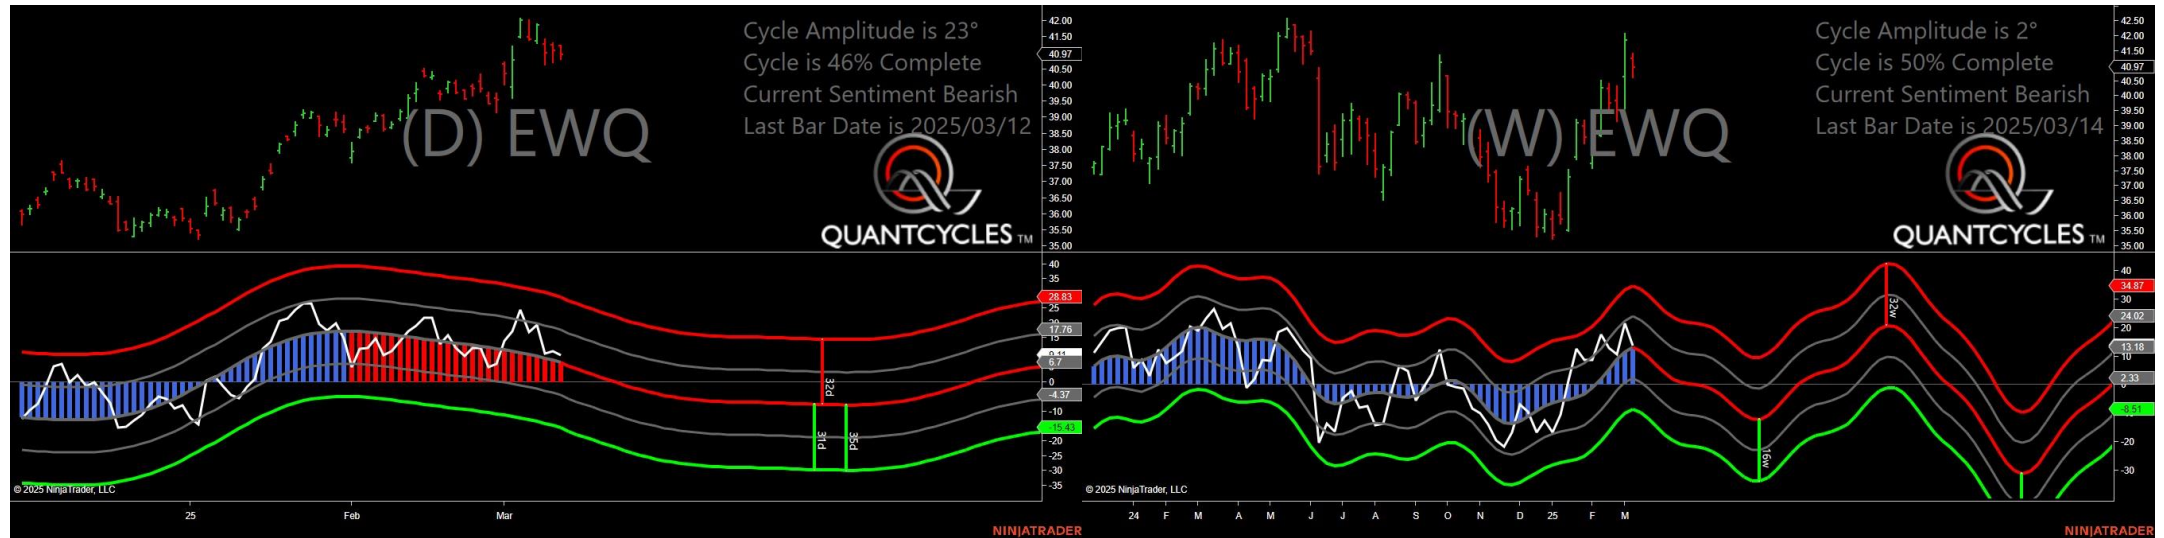 Cycle Amplitude is 23°
Cycle is 46% Complete
Current Sentiment Bearish
Last Bar Date is 2025/03/12
(D) EWQ
QUANTCYCLES TM
42.00
41.50
40.97
40.50
40.00
39.50
39.00
38.50
38.00
37.50
37.00
36.50
36.00
35.50
35.00
40
35
28.83
25
17.76
15
6.7
0
-4.37
-10
-15.43
-20
-25
-30
-35
32d
31d
35d
© 2025 NinjaTrader, LLC
25 Feb Mar
NINJATRADER
Cycle Amplitude is 2°
Cycle is 50% Complete
Current Sentiment Bearish
Last Bar Date is 2025/03/14
(W) EWQ
QUANTCYCLES TM
42.50
42.00
41.50
40.97
40.50
40.00
39.50
39.00
38.50
38.00
37.50
37.00
36.50
36.00
35.50
35.00
40
34.87
30
24.02
20
13.18
10
2.33
-8.51
-20
-30
32w
16w
© 2025 NinjaTrader, LLC
24 F M A M J J A S O N D 25 F M
NINJATRADER